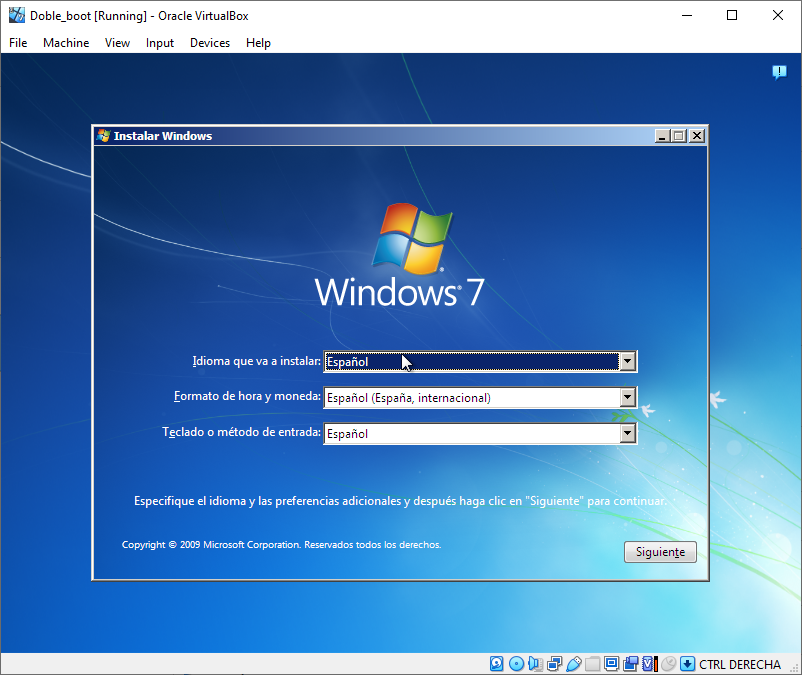 Doble_boot [Running] - Oracle VirtualBox
File Machine View Input Devices Help
Instalar Windows
Windows 7
Idioma que va a instalar: Español
Formato de hora y moneda: Español (España, internacional)
Teclado o método de entrada: Español
Especifique el idioma y las preferencias adicionales y después haga clic en "Siguiente" para continuar.
Copyright © 2009 Microsoft Corporation. Reservados todos los derechos.
Siguiente
CTRL DERECHA